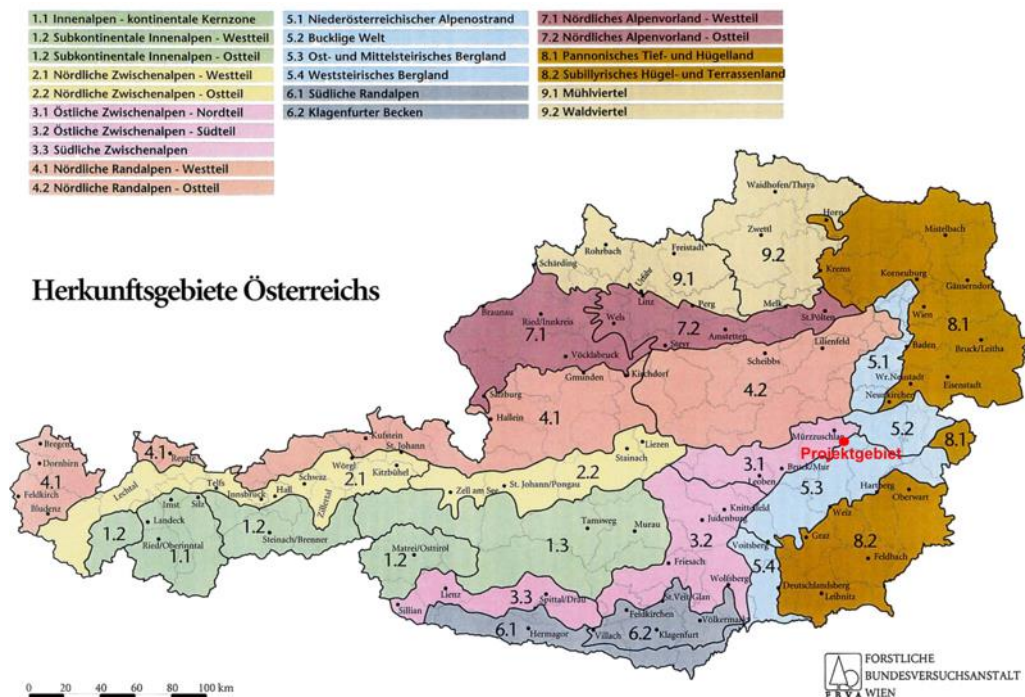 1.1 Innenalpen - kontinentale Kernzone
1.2 Subkontinentale Innenalpen - Westteil
1.2 Subkontinentale Innenalpen - Ostteil
2.1 Nördliche Zwischenalpen - Westteil
2.2 Nördliche Zwischenalpen - Ostteil
3.1 Östliche Zwischenalpen - Nordteil
3.2 Östliche Zwischenalpen - Südteil
3.3 Südliche Zwischenalpen
4.1 Nördliche Randalpen - Westteil
4.2 Nördliche Randalpen - Ostteil
5.1 Niederösterreichischer Alpenostrand
5.2 Bucklige Welt
5.3 Ost- und Mittelsteirisches Bergland
5.4 Weststeirisches Bergland
6.1 Südliche Randalpen
6.2 Klagenfurter Becken
7.1 Nördliches Alpenvorland - Westteil
7.2 Nördliches Alpenvorland - Ostteil
8.1 Pannonisches Tief- und Hügelland
8.2 Subillyrisches Hügel- und Terrassenland
9.1 Mühlviertel
9.2 Waldviertel
Herkunftsgebiete Österreichs
Waidhofen/Thaya
Horn
Zwettl
9.2
Mistelbach
Rohrbach
Freistadt
9.1
Schärding
Urfahr
Krems
Korneuburg
Gänserndorf
Linz
Perg
Melk
St.Pölten
Wien
8.1
Braunau
Ried/Innkreis
Wels
7.1
7.2
Amstetten
Steyr
Vöcklabruck
Lilienfeld
Scheibbs
Baden
Bruck/Leitha
5.1
Wr.Neustadt
Eisenstadt
Neunkirchen
Gmunden
Kirchdorf
4.2
Salzburg
Hallein
4.1
Mürzzuschlag
5.2
Projektgebiet
8.1
Bregenz
Dornbirn
4.1
Feldkirch
Bludenz
4.1
Reutte
Kufstein
St.Johann
Wörgl
Kitzbühel
Liezen
Stainach
2.2
3.1
Bruck/Mur
Leoben
5.3
Hartberg
Oberwart
Lechtal
Telfs
Innsbruck
Hall
Schwaz
2.1
Zillertal
Zell am See
St. Johann/Pongau
Imst
Silz
1.2
Landeck
Ried/Oberinntal
1.1
1.2
Steinach/Brenner
Tamsweg
Murau
1.3
Knittelfeld
Judenburg
3.2
Weiz
Graz
8.2
Voitsberg
Feldbach
Matrei/Osttirol
1.2
Friesach
5.4
Wolfsberg
Deutschlandsberg
Leibnitz
Lienz
3.3
Spittal/Drau
St.Veit/Glan
Sillian
6.1
Hermagor
Feldkirchen
Villach
6.2
Klagenfurt
Völkermarkt
0 20 40 60 80 100 km
FORSTLICHE
BUNDESVERSUCHSANSTALT
FBVA WIEN